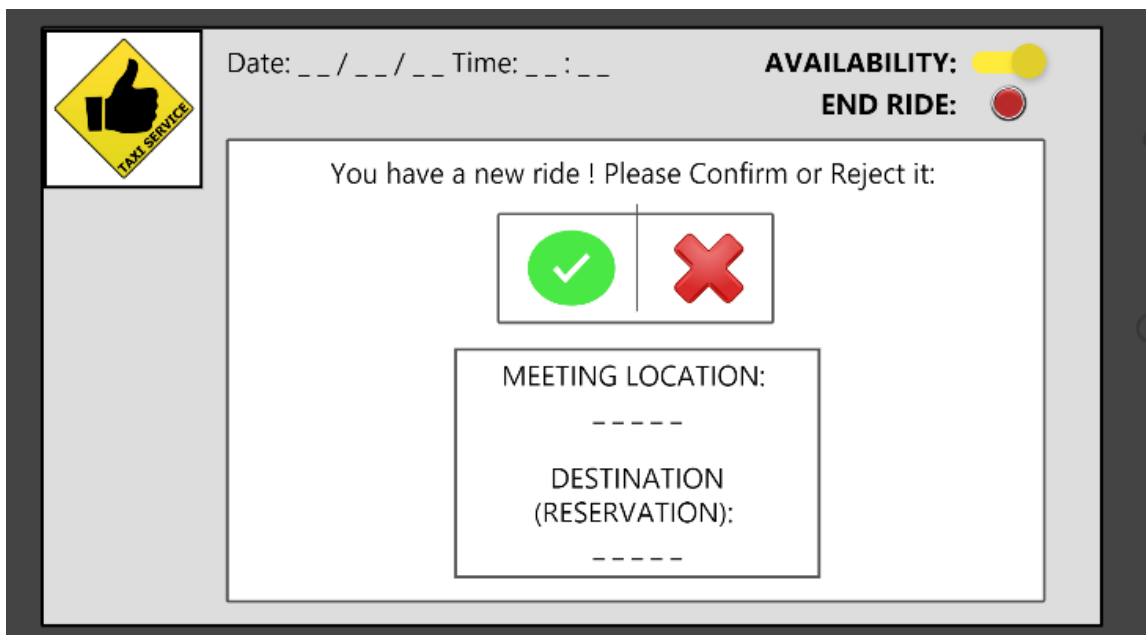 TAXI SERVICE
Date: _ _ / _ _ / _ _ Time: _ _ : _ _
AVAILABILITY:
END RIDE:
You have a new ride ! Please Confirm or Reject it:
MEETING LOCATION:
_ _ _ _ _
DESTINATION
(RESERVATION):
_ _ _ _ _